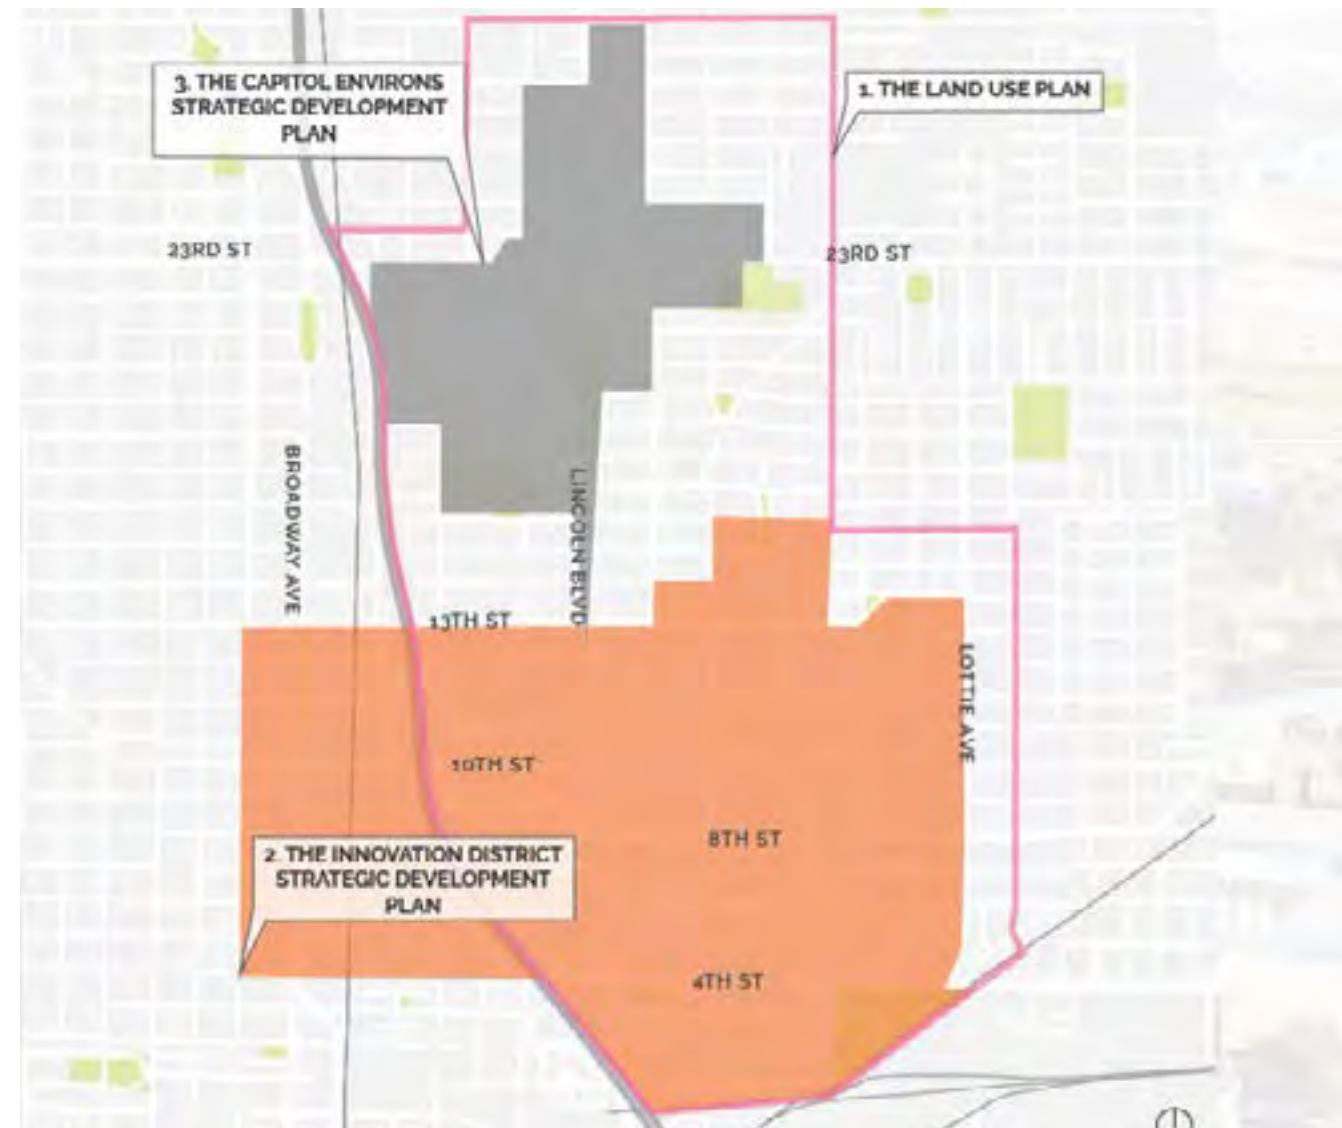 3. THE CAPITOL ENVIRONS
STRATEGIC DEVELOPMENT
PLAN
1. THE LAND USE PLAN
23RD ST
23RD ST
BROADWAY AVE
LINCOLN BLVD
13TH ST
LOTTIE AVE
10TH ST
8TH ST
2. THE INNOVATION DISTRICT
STRATEGIC DEVELOPMENT
PLAN
4TH ST